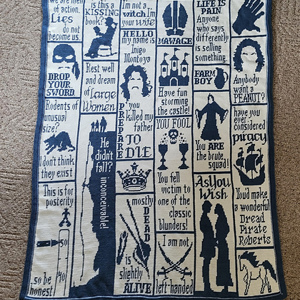 We are men
of action.
Lies
do not
become
us.
is this a
kissing
book?
I'm not a
witch, I'm your
wife!
LIFE IS
PAIN
Anyone
who says
differently
is selling
something
HELLO
my name is
Inigo
Montoya
MAWAGE
DROP
YOUR
SWORD
Rest well
and dream
of large
Women
Have fun
storming the
castle!
FARM
BOY
Anybody
want a
PEANUT?
Rodents of
unusual
size?
I don't think
they exist
He
didn't
fall?
inconceivable!
you
killed my
father
PREPARE
TO
DIE
YOU FOOL
You ARE
the brute
squad!
have you
ever
considered
piracy
This is for
posterity
so be
honest!
50
mostly
DEAD
is
slightly
ALIVE
You fell
victim to
one of the
classic
blunders!
I am not
left handed
As you
Wish
You'd make
a wonderful
Dread
Pirate
Roberts